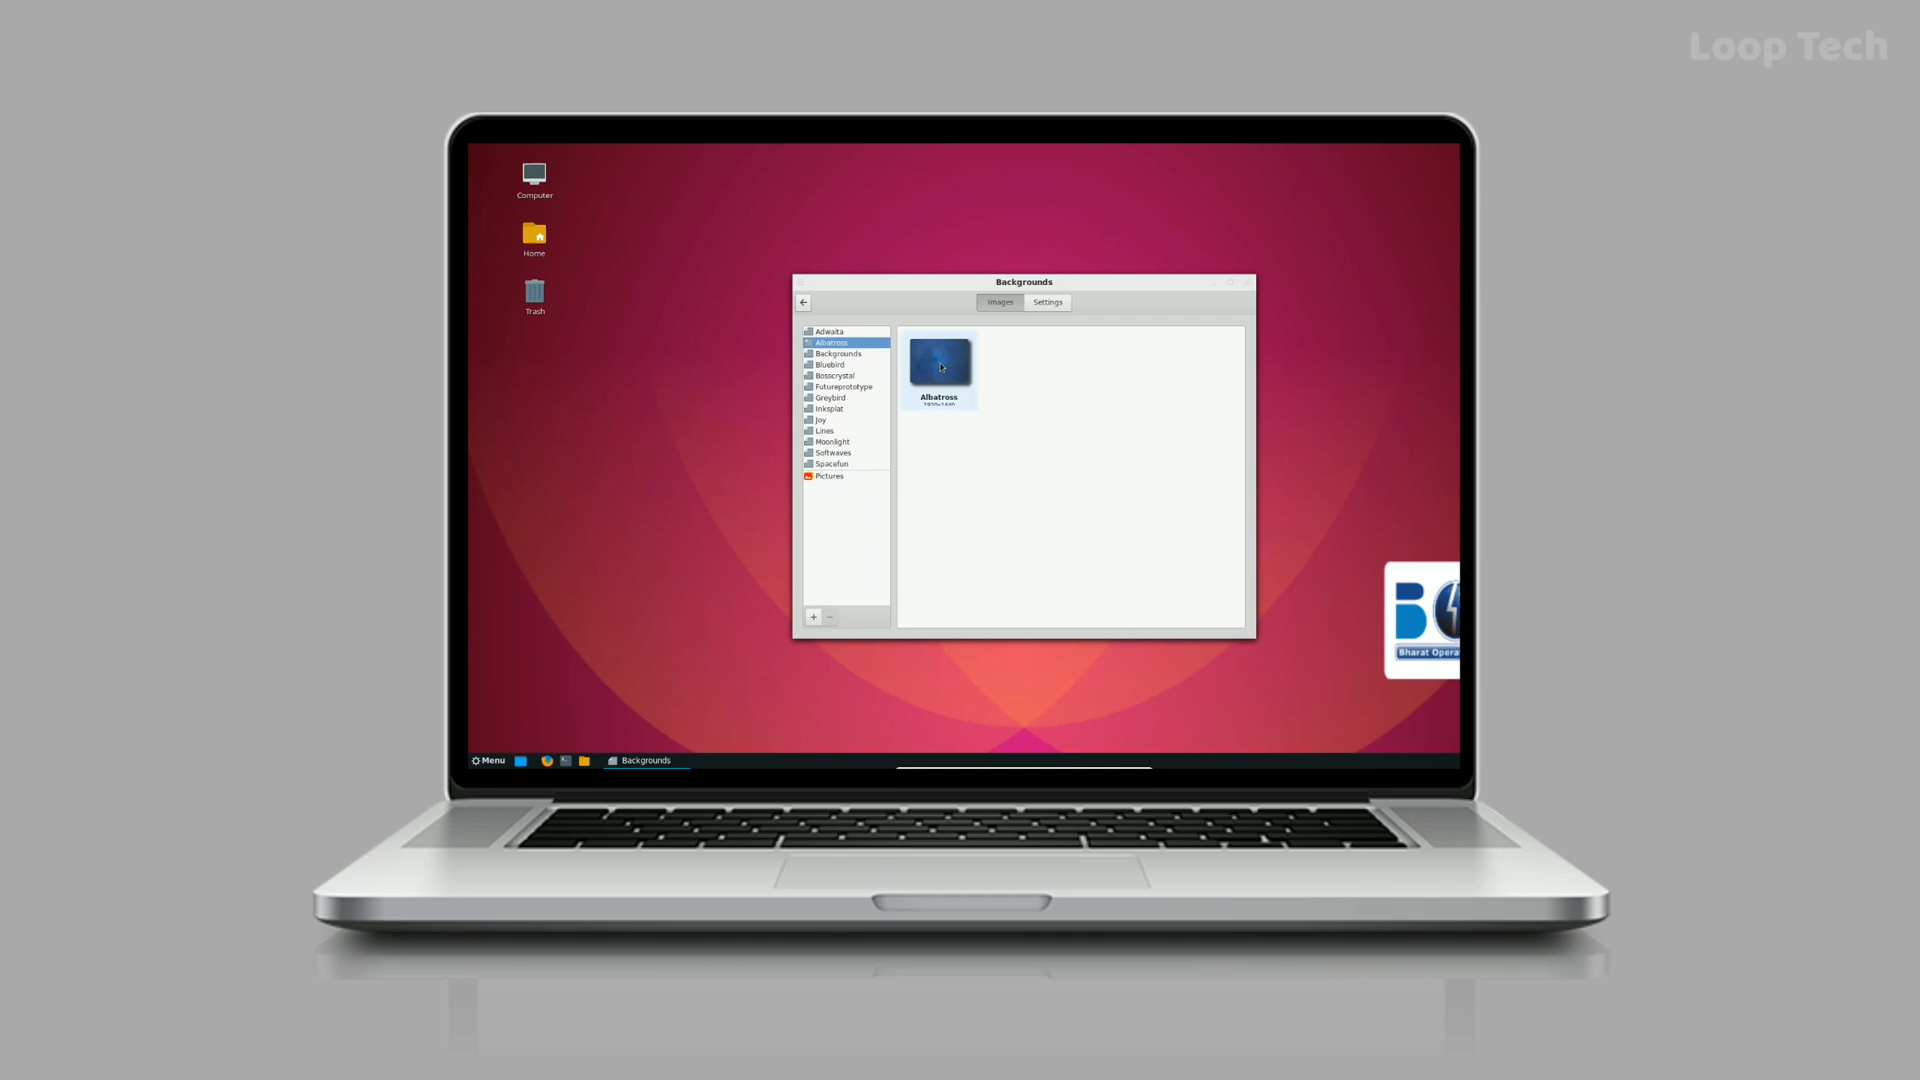 Loop Tech
Computer
Home
Trash
Backgrounds
Images
Settings
Adwaita
Albatross
Backgrounds
Bluebird
Bosscrystal
Futureprototype
Greybird
Inksplat
Joy
Lines
Moonlight
Softwaves
Spacefun
Pictures
Albatross
1920x1440
Bharat Opera
Menu
Backgrounds